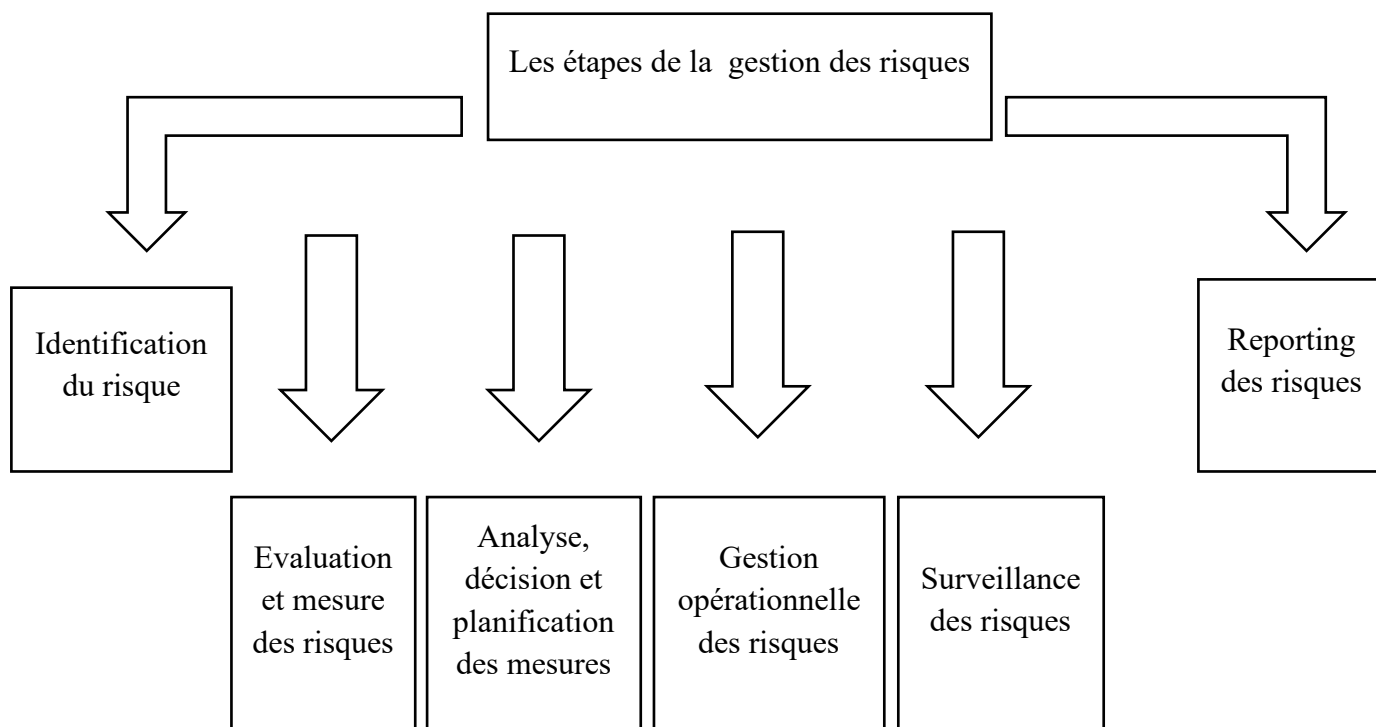 Les étapes de la  gestion des risques
Identification
du risque
Evaluation
et mesure
des risques
Analyse,
décision et
planification
des mesures
Gestion
opérationnelle
des risques
Surveillance
des risques
Reporting
des risques